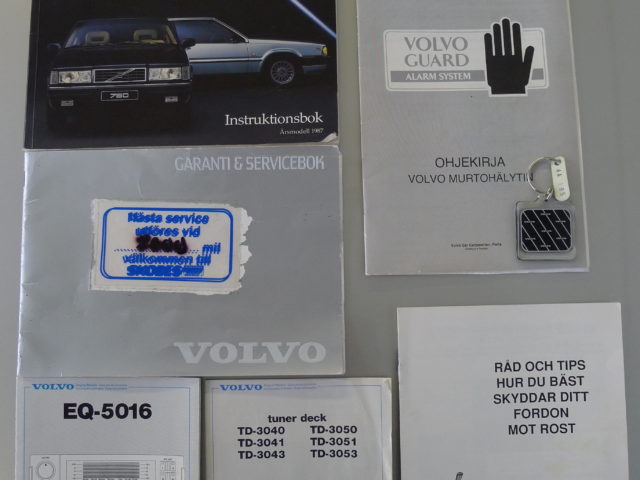 780
Instruktionsbok
Årsmodell 1987
VOLVO
GUARD
ALARM SYSTEM
OHJEKIRJA
VOLVO MURTOHÄLYTIN
GARANTI & SERVICEBOK
Nästa service
utföres vid
mil
välkommen till
VOLVO
VOLVO
EQ-5016
VOLVO
tuner deck
TD-3040 TD-3050
TD-3041 TD-3051
TD-3043 TD-3053
RÅD OCH TIPS
HUR DU BÄST
SKYDDAR DITT
FORDON
MOT ROST